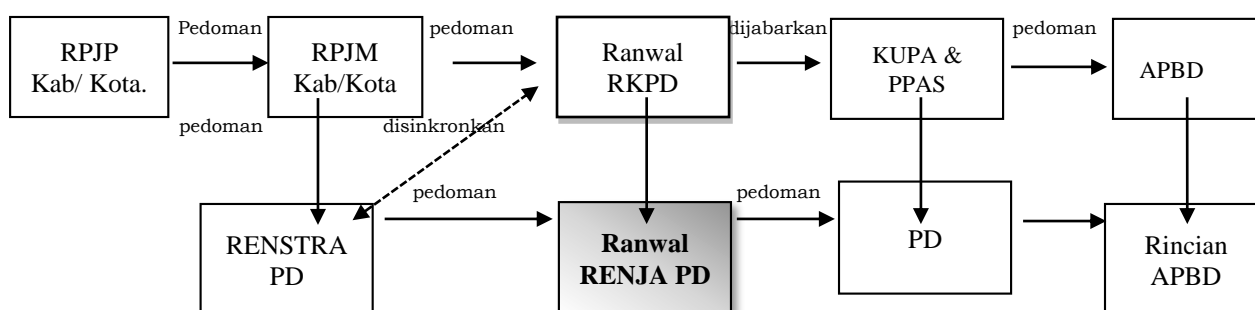 RPJP
Kab/ Kota.
Pedoman
RPJM
Kab/Kota
pedoman
Ranwal
RKPD
dijabarkan
KUPA &
PPAS
pedoman
APBD
pedoman
disinkronkan
RENSTRA
PD
pedoman
Ranwal
RENJA PD
pedoman
PD
Rincian
APBD